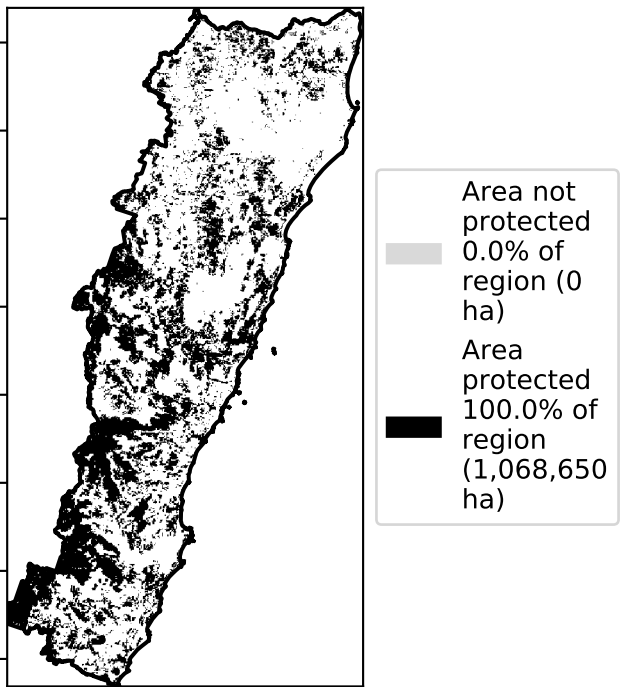 Area not
protected
0.0% of
region (0
ha)
Area
protected
100.0% of
region
(1,068,650
ha)